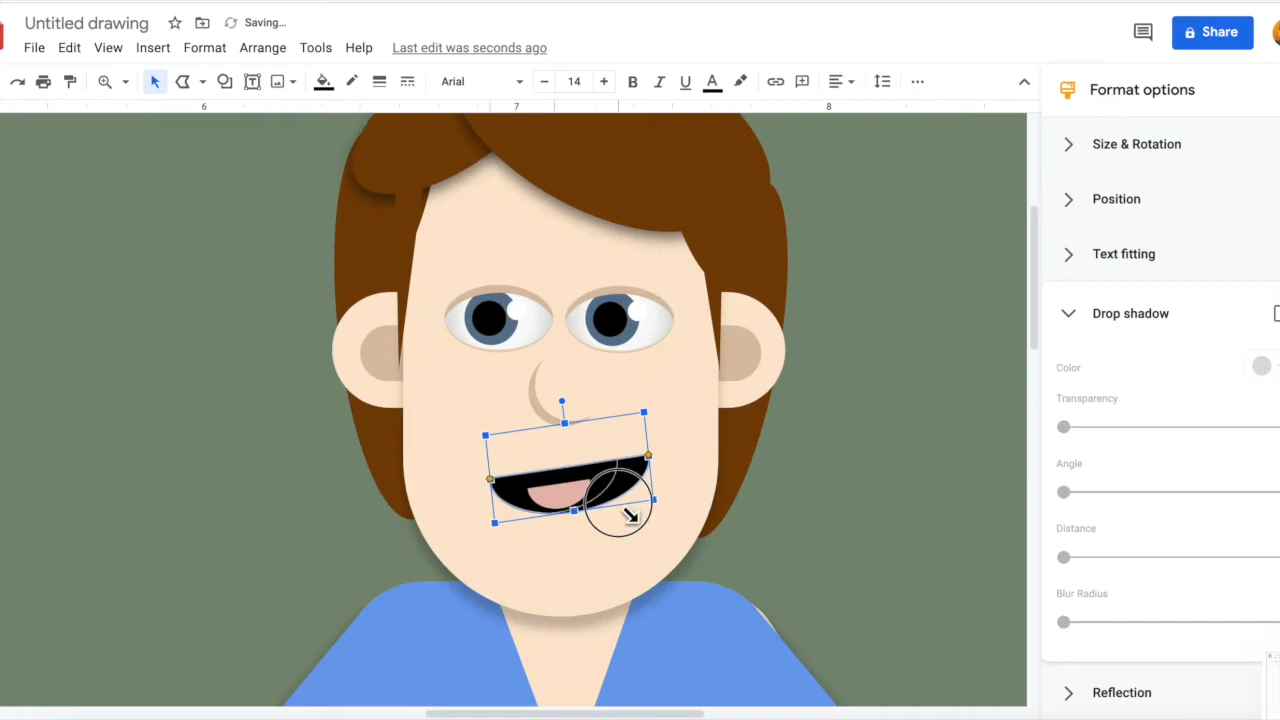 Untitled drawing Saving...
File Edit View Insert Format Arrange Tools Help Last edit was seconds ago
Share
Arial 14 B I U A
6 7 8
Format options
Size & Rotation
Position
Text fitting
Drop shadow
Color
Transparency
Angle
Distance
Blur Radius
Reflection